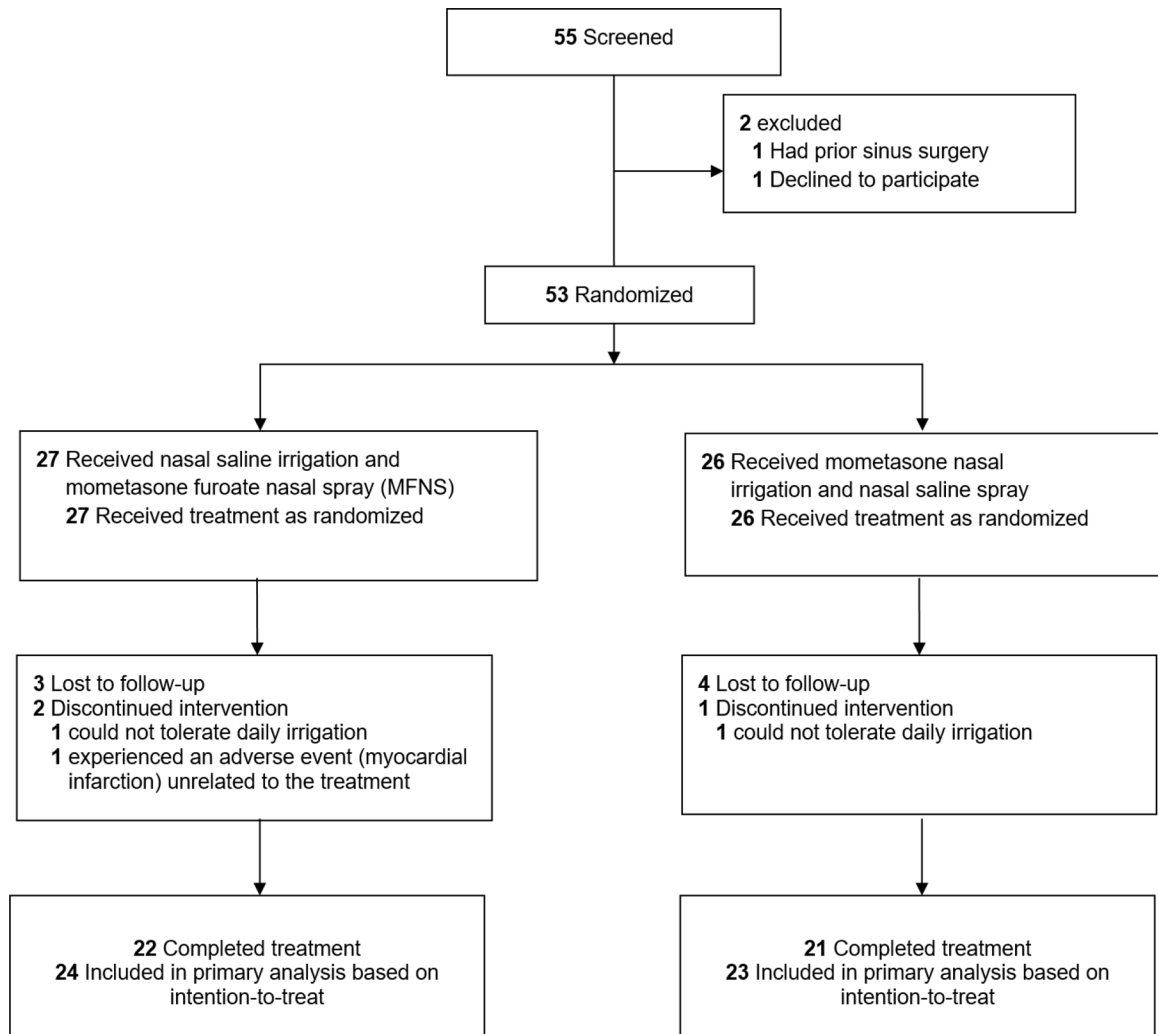 55 Screened
2 excluded
1 Had prior sinus surgery
1 Declined to participate
53 Randomized
27 Received nasal saline irrigation and
mometasone furoate nasal spray (MFNS)
27 Received treatment as randomized
26 Received mometasone nasal
irrigation and nasal saline spray
26 Received treatment as randomized
3 Lost to follow-up
2 Discontinued intervention
1 could not tolerate daily irrigation
1 experienced an adverse event (myocardial
infarction) unrelated to the treatment
4 Lost to follow-up
1 Discontinued intervention
1 could not tolerate daily irrigation
22 Completed treatment
24 Included in primary analysis based on
intention-to-treat
21 Completed treatment
23 Included in primary analysis based on
intention-to-treat